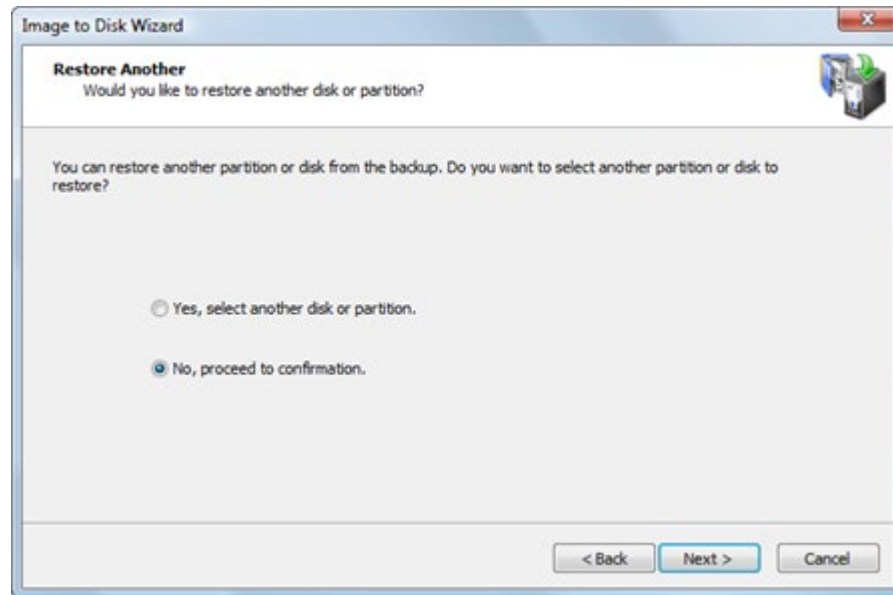 Image to Disk Wizard
Restore Another
Would you like to restore another disk or partition?
You can restore another partition or disk from the backup. Do you want to select another partition or disk to
restore?
Yes, select another disk or partition.
No, proceed to confirmation.
< Back Next > Cancel